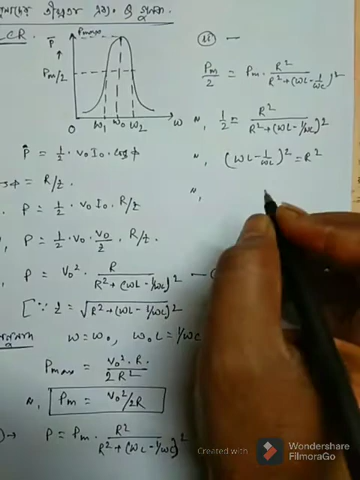 LCR
P̄
Pmax
Pm/2
O
ω₁ ω₀ ω₂
ω
P̄ = 1/2 · V₀ I₀ · cosφ
cosφ = R/Z.
P = 1/2 · V₀ I₀ · R/Z
P = 1/2 · V₀ · V₀/Z · R/Z.
P = V₀² · R / R² + (ωL - 1/ωC)²
[∵ Z = √R² + (ωL - 1/ωC)²
ω = ω₀, ω₀L = 1/ω₀C
Pmax = V₀² · R. / 2R²
", Pm = V₀²/2R
→ P = Pm · R² / R² + (ωL - 1/ωC)²
Pm/2 = Pm · R² / R² + (ωL - 1/ωC)²
", 1/2 = R² / R² + (ωL - 1/ωC)²
", (ωL - 1/ωC)² = R²
",
Created with
Wondershare
FilmoraGo